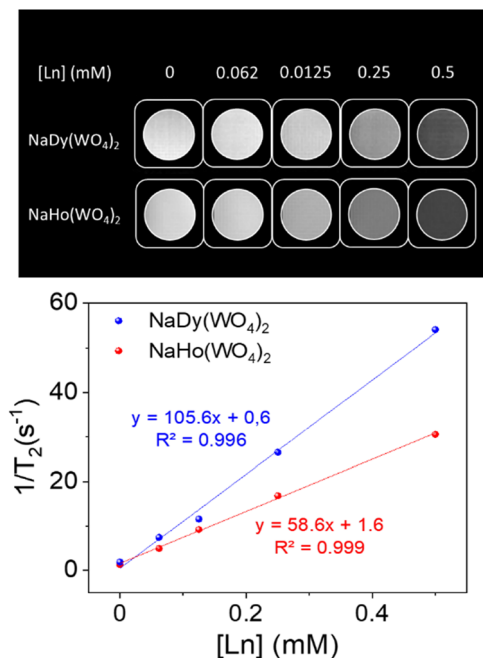 [Ln] (mM) 0 0.062 0.0125 0.25 0.5
NaDy(WO₄)₂
NaHo(WO₄)₂
60
NaDy(WO₄)₂
NaHo(WO₄)₂
40
y = 105.6x + 0,6
R² = 0.996
1/T₂(s⁻¹)
20
y = 58.6x + 1.6
R² = 0.999
0
0 0.2 0.4
[Ln] (mM)